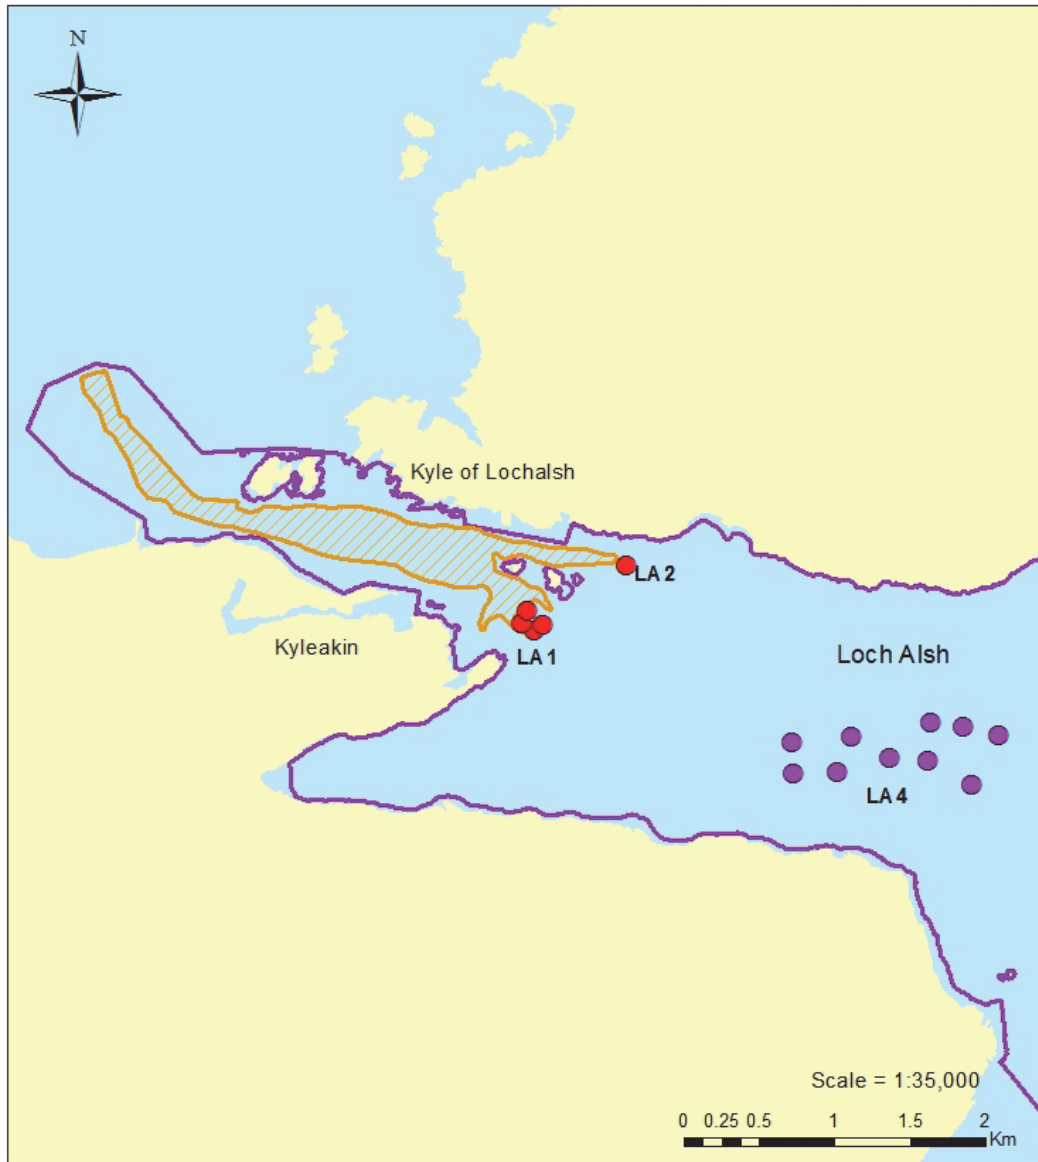 N
Kyle of Lochalsh
LA 2
Kyleakin
LA 1
Loch Alsh
LA 4
Scale = 1:35,000
0 0.25 0.5 1 1.5 2
Km